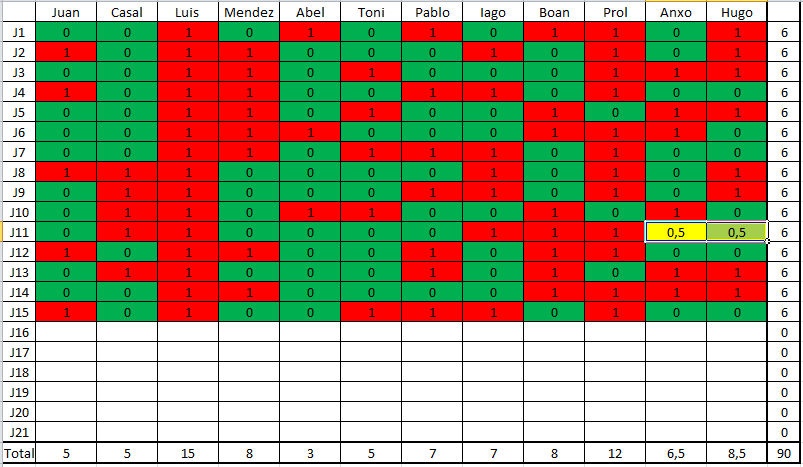 Juan Casal Luis Mendez Abel Toni Pablo Iago Boan Prol Anxo Hugo
J1 0 0 1 0 1 0 1 0 1 1 0 1 6
J2 1 0 1 1 0 0 0 1 0 1 0 1 6
J3 0 0 1 1 0 1 0 0 0 1 1 1 6
J4 1 0 1 1 0 0 1 1 0 1 0 0 6
J5 0 0 1 1 0 1 0 0 1 0 1 1 6
J6 0 0 1 1 1 0 0 0 1 1 1 0 6
J7 0 0 1 1 0 1 1 1 0 1 0 0 6
J8 1 1 1 0 0 0 0 1 0 1 0 1 6
J9 0 1 1 0 0 0 1 1 0 1 0 1 6
J10 0 1 1 0 1 1 0 0 1 0 1 0 6
J11 0 1 1 0 0 0 0 1 1 1 0,5 0,5 6
J12 1 0 1 1 0 0 1 0 1 1 0 0 6
J13 0 1 1 0 0 0 1 0 1 0 1 1 6
J14 0 0 1 1 0 0 0 0 1 1 1 1 6
J15 1 0 1 0 0 1 1 1 0 1 0 0 6
J16 0
J17 0
J18 0
J19 0
J20 0
J21 0
Total 5 5 15 8 3 5 7 7 8 12 6,5 8,5 90